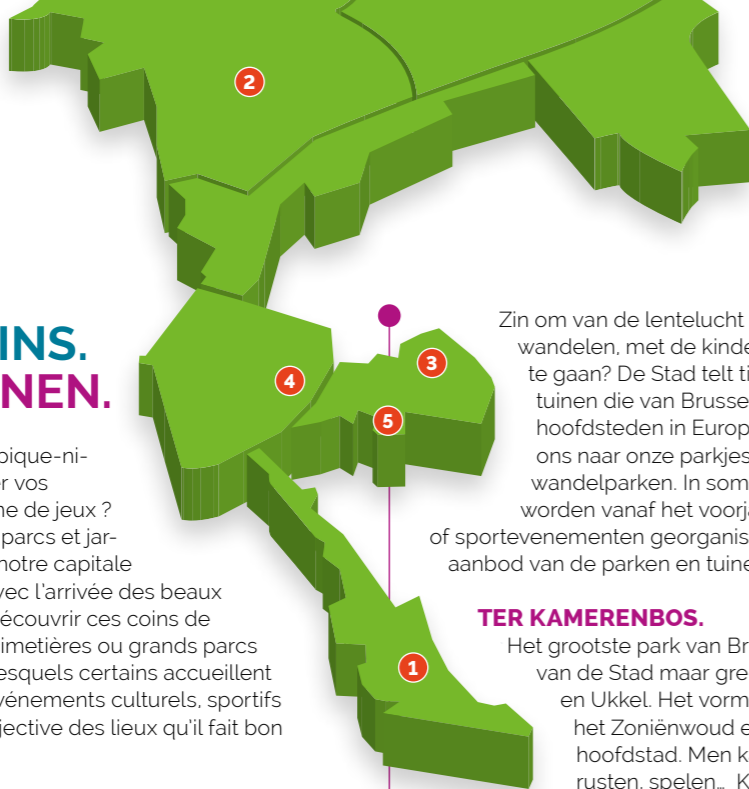 2
3
4
5
1
INS.
NEN.
pique-ni-
er vos
ne de jeux ?
parcs et jar-
notre capitale
vec l'arrivée des beaux
écouvrir ces coins de
imetières ou grands parcs
esquels certains accueillent
vénements culturels, sportifs
jective des lieux qu'il fait bon
Zin om van de lentelucht
wandelen, met de kinde
te gaan? De Stad telt ti
tuinen die van Brusse
hoofdsteden in Europ
ons naar onze parkjes
wandelparken. In som
worden vanaf het voorja
of sportevenementen georganis
aanbod van de parken en tuine
TER KAMERENBOS.
Het grootste park van Br
van de Stad maar gre
en Ukkel. Het vorm
het Zoniënwoud e
hoofdstad. Men k
rusten, spelen… K